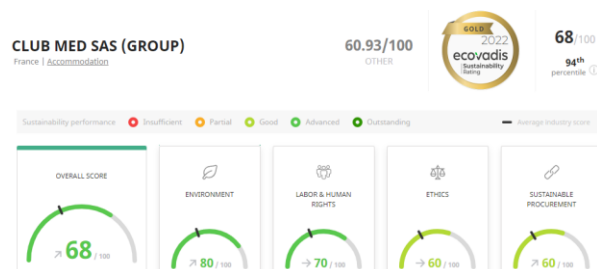 CLUB MED SAS (GROUP)
France | Accommodation
60.93/100
OTHER
GOLD
2022
ecovadis
Sustainability
Rating
68/100
94th
percentile
Sustainability performance Insufficient Partial Good Advanced Outstanding Average industry score
OVERALL SCORE
68 / 100
ENVIRONMENT
80 / 100
LABOR & HUMAN
RIGHTS
70 / 100
ETHICS
60 / 100
SUSTAINABLE
PROCUREMENT
60 / 100